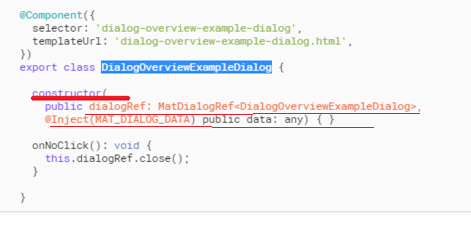 @Component({
selector: 'dialog-overview-example-dialog',
templateUrl: 'dialog-overview-example-dialog.html',
})
export class DialogOverviewExampleDialog {
constructor(
public dialogRef: MatDialogRef<DialogOverviewExampleDialog>,
@Inject(MAT_DIALOG_DATA) public data: any) { }
onNoClick(): void {
this.dialogRef.close();
}
}